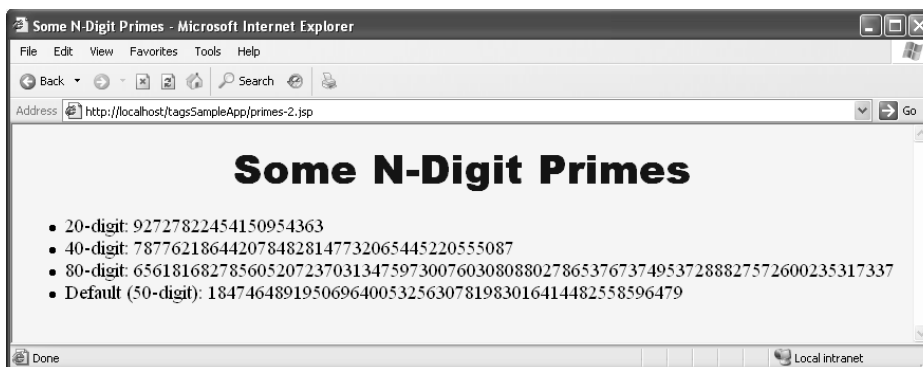 Some N-Digit Primes - Microsoft Internet Explorer
File Edit View Favorites Tools Help
Back Search
Address http://localhost/tagsSampleApp/primes-2.jsp Go
Some N-Digit Primes
• 20-digit: 92727822454150954363
• 40-digit: 7877621864420784828147732065445220555087
• 80-digit: 65618168278560520723703134759730076030808802786537673749537288827572600235317337
• Default (50-digit): 18474648919506964005325630781983016414482558596479
Done Local intranet